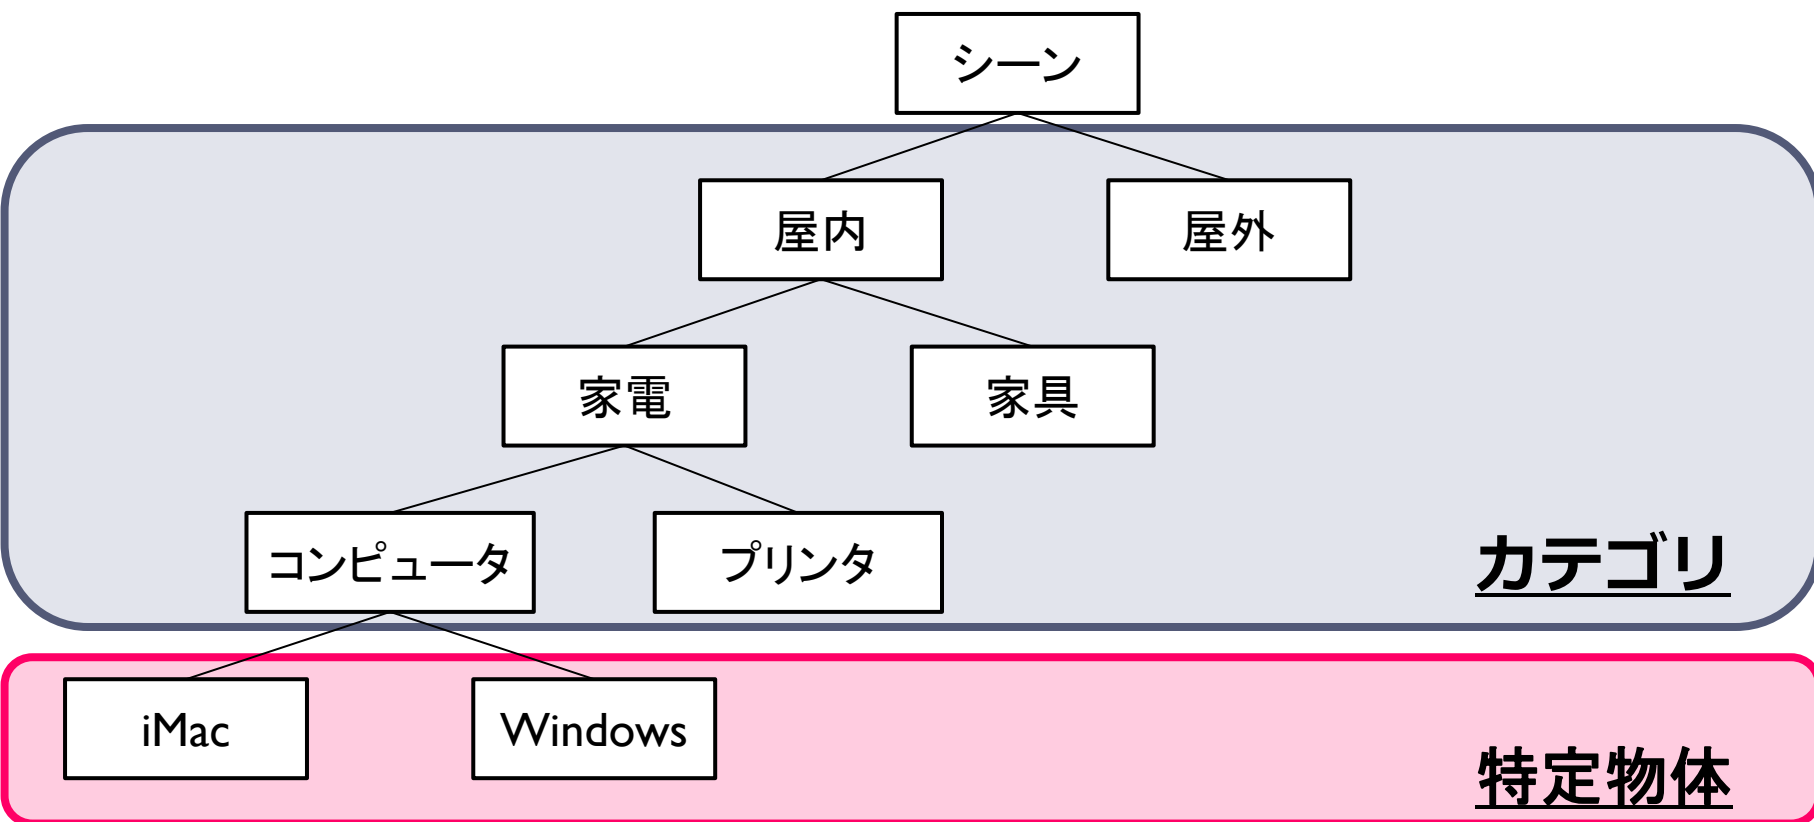 シーン
屋内
屋外
家電
家具
コンピュータ
プリンタ
カテゴリ
iMac
Windows
特定物体